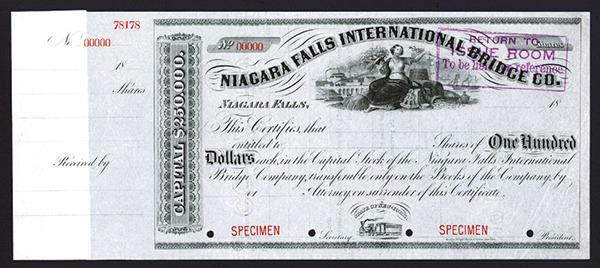 78178
No. 00000
18
Shares
Received by
CAPITAL $250,000.
No 00000
Shares
RETURN TO
ISSUE ROOM
To be held for reference
NIAGARA FALLS INTERNATIONAL BRIDGE CO.
NIAGARA FALLS, 18
This Certifies, that
entitled to Shares of One Hundred
Dollars each, in the Capital Stock of the Niagara Falls International
Bridge Company, transferable only on the Books of the Company, by
or Attorney, on surrender of this Certificate.
SPECIMEN SPECIMEN
Secretary. President.